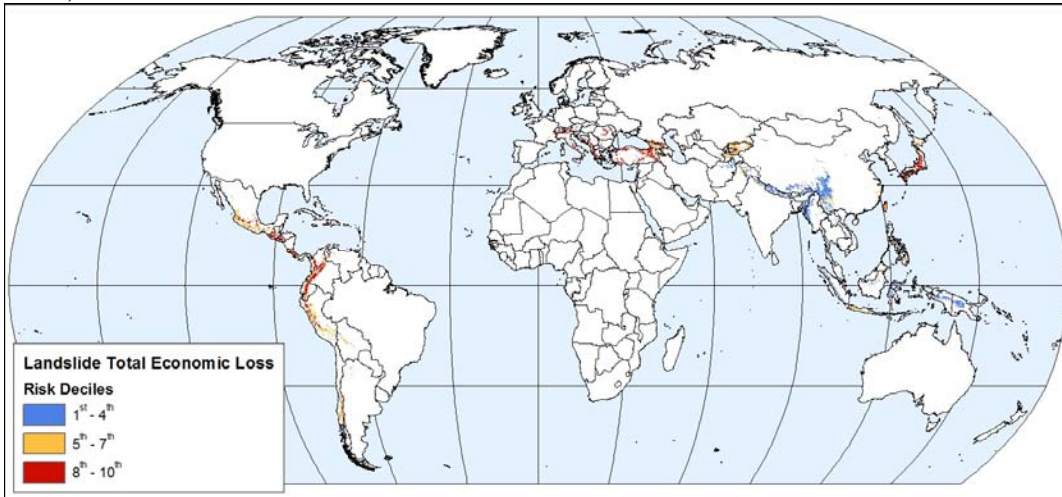 Landslide Total Economic Loss
Risk Deciles
1st - 4th
5th - 7th
8th - 10th